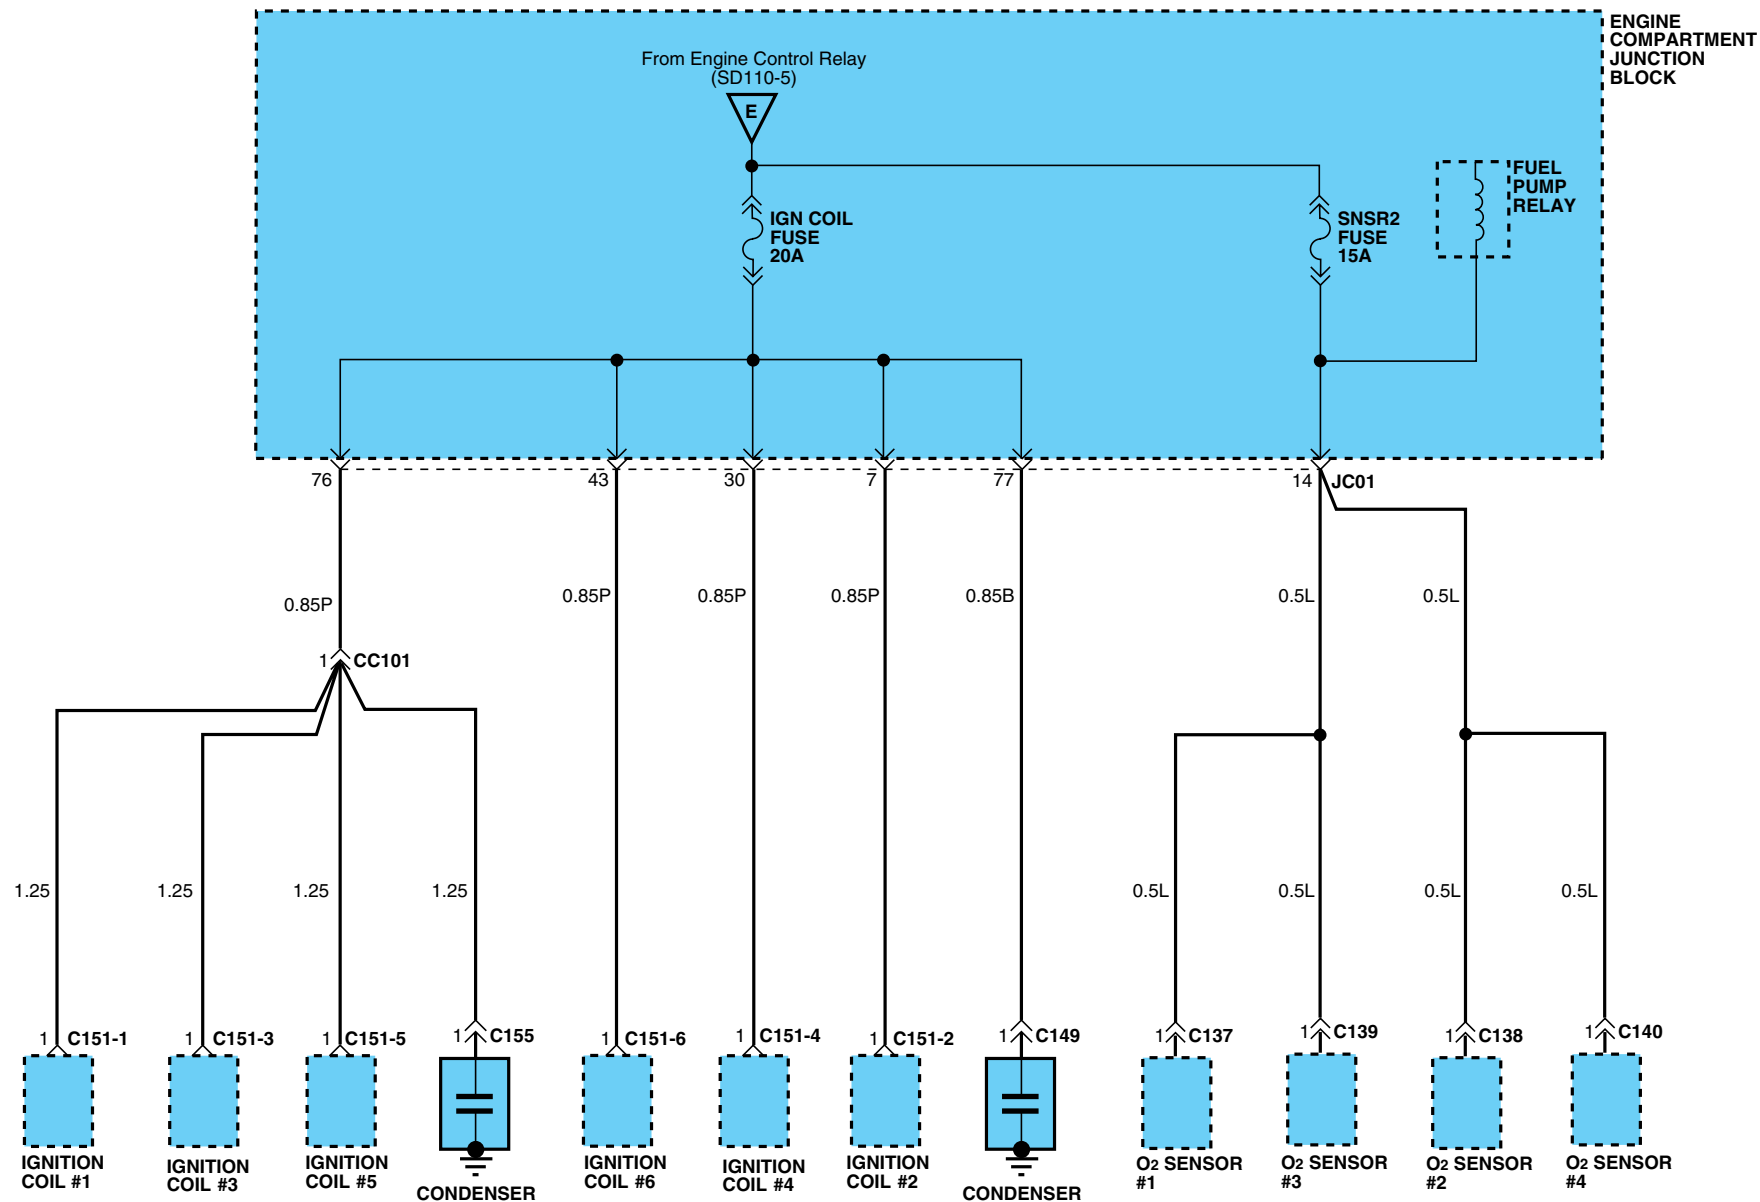 ENGINE
COMPARTMENT
JUNCTION
BLOCK
From Engine Control Relay
(SD110-5)
E
FUEL
PUMP
RELAY
IGN COIL
FUSE
20A
SNSR2
FUSE
15A
76
43
30
7
77
14
JC01
0.85P
0.85P
0.85P
0.85P
0.85B
0.5L
0.5L
1
CC101
1.25
1.25
1.25
1.25
0.5L
0.5L
0.5L
0.5L
1 C151-1
1 C151-3
1 C151-5
1 C155
1 C151-6
1 C151-4
1 C151-2
1 C149
1 C137
1 C139
1 C138
1 C140
IGNITION
COIL #1
IGNITION
COIL #3
IGNITION
COIL #5
CONDENSER
IGNITION
COIL #6
IGNITION
COIL #4
IGNITION
COIL #2
CONDENSER
O2 SENSOR
#1
O2 SENSOR
#3
O2 SENSOR
#2
O2 SENSOR
#4